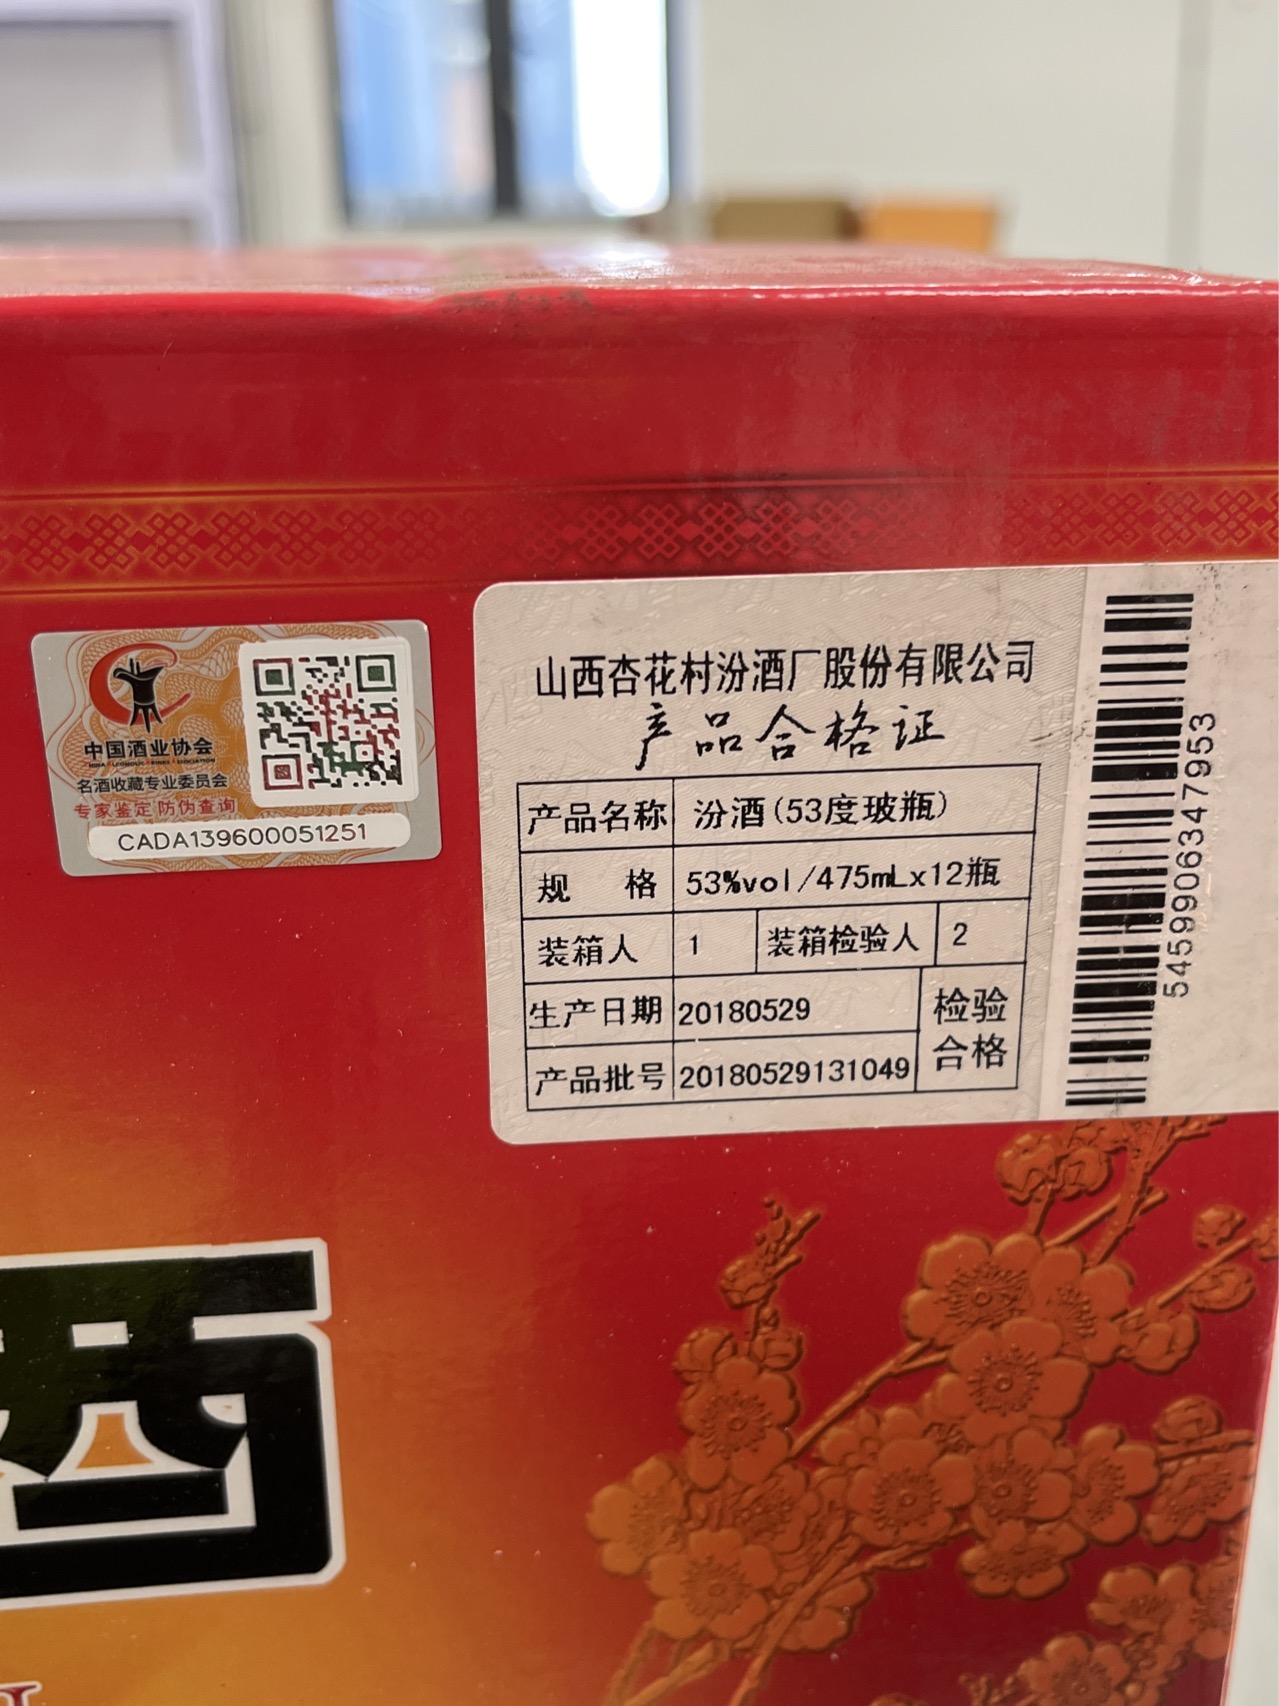 中国酒业协会
名酒收藏专业委员会
专家鉴定 防伪查询
CADA139600051251
山西杏花村汾酒厂股份有限公司
产品合格证
产品名称 汾酒(53度玻瓶)
规 格 53%vol/475mLx12瓶
装箱人 1 装箱检验人 2
生产日期 20180529
产品批号 20180529131049
检验
合格
5459906347953